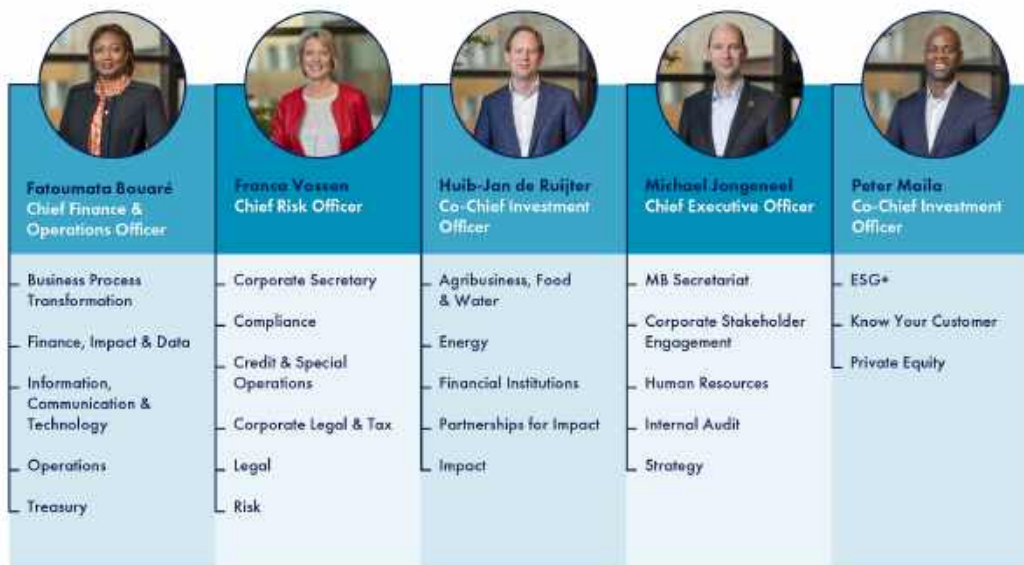 Fatoumata Bouaré
Chief Finance &
Operations Officer
Business Process
Transformation
Finance, Impact & Data
Information,
Communication &
Technology
Operations
Treasury
Franca Vossen
Chief Risk Officer
Corporate Secretary
Compliance
Credit & Special
Operations
Corporate Legal & Tax
Legal
Risk
Huib-Jan de Ruijter
Co-Chief Investment
Officer
Agribusiness, Food
& Water
Energy
Financial Institutions
Partnerships for Impact
Impact
Michael Jongeneel
Chief Executive Officer
MB Secretariat
Corporate Stakeholder
Engagement
Human Resources
Internal Audit
Strategy
Peter Maila
Co-Chief Investment
Officer
ESG*
Know Your Customer
Private Equity